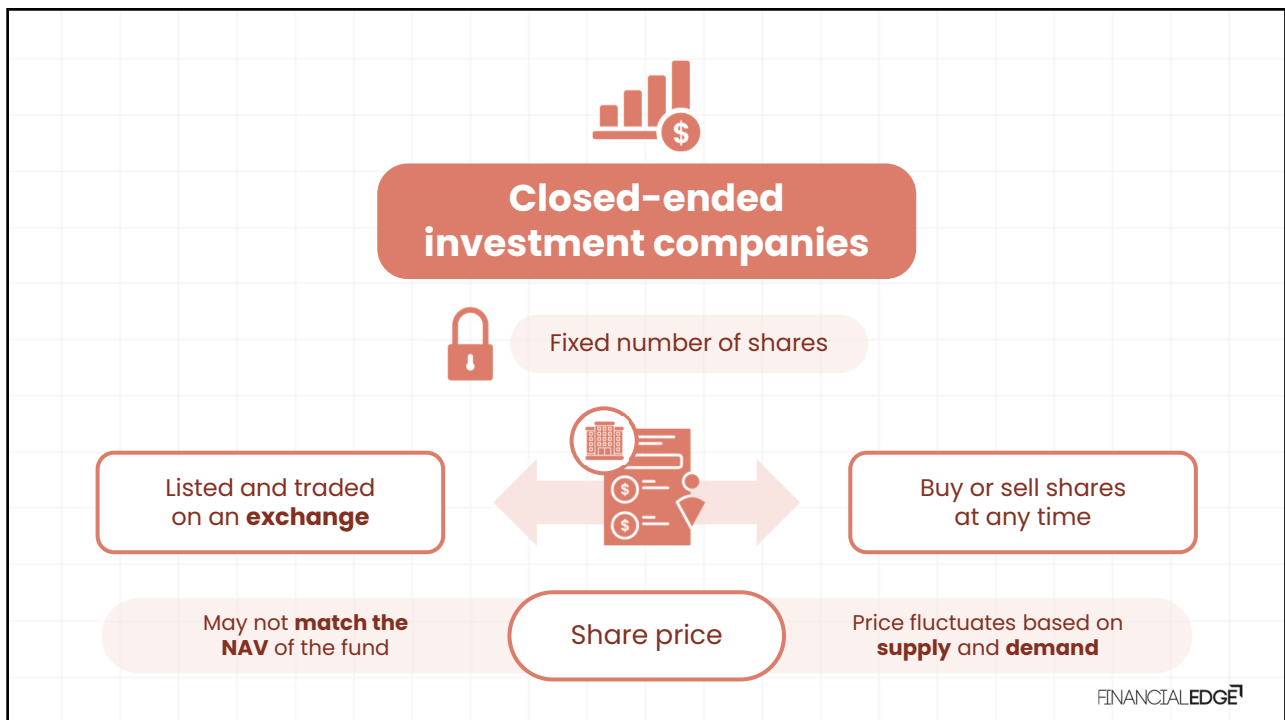 $
Closed-ended
investment companies
Fixed number of shares
Listed and traded
on an exchange
$
$
Buy or sell shares
at any time
May not match the
NAV of the fund
Share price
Price fluctuates based on
supply and demand
FINANCIALEDGE